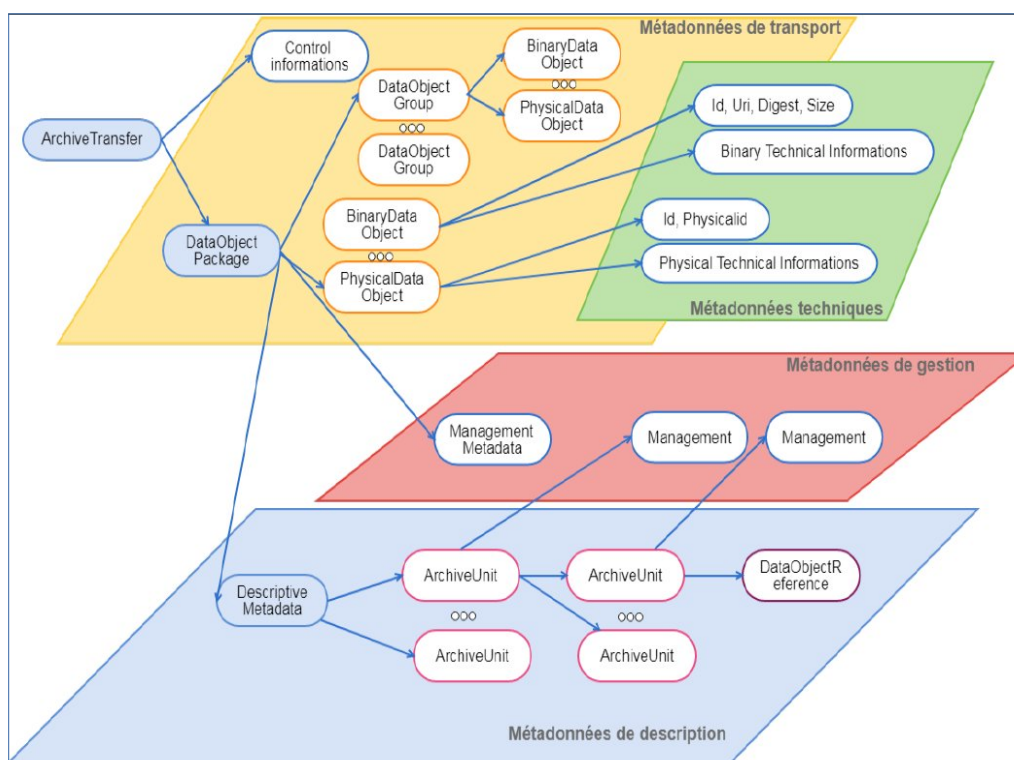 Métadonnées de transport
Control
informations
BinaryData
Object
DataObject
Group
PhysicalData
Object
ArchiveTransfer
DataObject
Group
Id, Uri, Digest, Size
Binary Technical Informations
BinaryData
Object
Id, Physicalid
DataObject
Package
PhysicalData
Object
Physical Technical Informations
Métadonnées techniques
Métadonnées de gestion
Management
Metadata
Management
Management
Descriptive
Metadata
ArchiveUnit
ArchiveUnit
DataObjectR
eference
ArchiveUnit
ArchiveUnit
Métadonnées de description